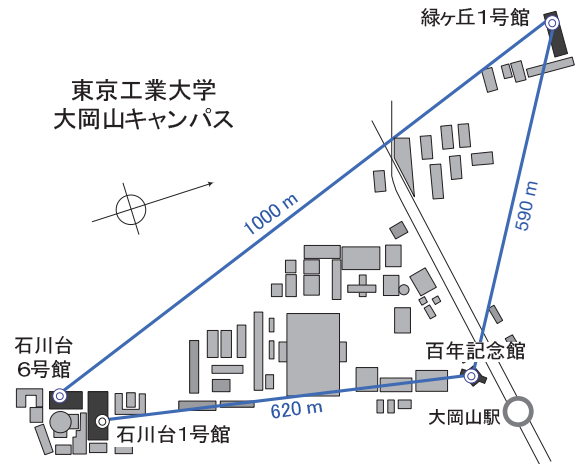 緑ヶ丘1号館
東京工業大学
大岡山キャンパス
1000 m
590 m
石川台
6号館
百年記念館
620 m
大岡山駅
石川台1号館